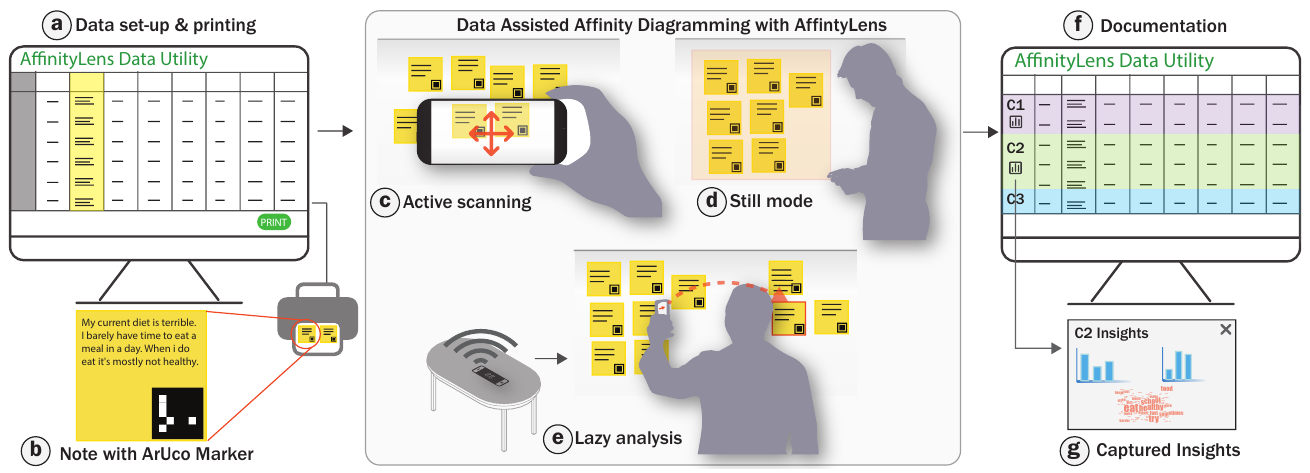 a Data set-up & printing
AffinityLens Data Utility
PRINT
My current diet is terrible.
I barely have time to eat a
meal in a day. When i do
eat it's mostly not healthy.
b Note with ArUco Marker
Data Assisted Affinity Diagramming with AffintyLens
c Active scanning
d Still mode
e Lazy analysis
f Documentation
AffinityLens Data Utility
C1
C2
C3
C2 Insights
food
school
eat healthy
try
g Captured Insights